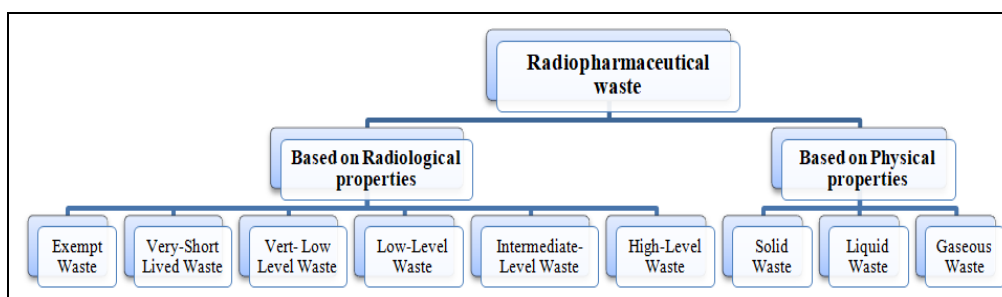 Radiopharmaceutical
waste
Based on Radiological
properties
Based on Physical
properties
Exempt
Waste
Very-Short
Lived Waste
Vert- Low
Level Waste
Low-Level
Waste
Intermediate-
Level Waste
High-Level
Waste
Solid
Waste
Liquid
Waste
Gaseous
Waste